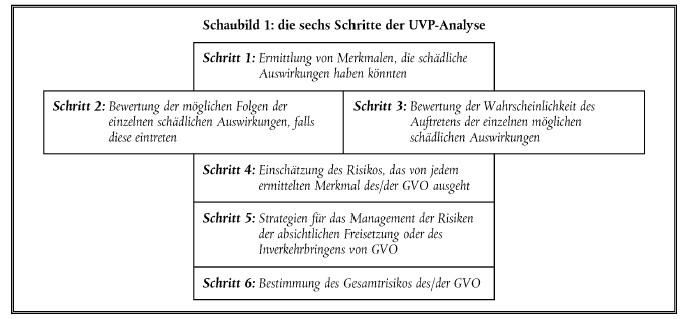 Schaubild 1: die sechs Schritte der UVP-Analyse
Schritt 1: Ermittlung von Merkmalen, die schädliche
Auswirkungen haben könnten
Schritt 2: Bewertung der möglichen Folgen der
einzelnen schädlichen Auswirkungen, falls
diese eintreten
Schritt 3: Bewertung der Wahrscheinlichkeit des
Auftretens der einzelnen möglichen
schädlichen Auswirkungen
Schritt 4: Einschätzung des Risikos, das von jedem
ermittelten Merkmal des/der GVO ausgeht
Schritt 5: Strategien für das Management der Risiken
der absichtlichen Freisetzung oder des
Inverkehrbringens von GVO
Schritt 6: Bestimmung des Gesamtrisikos des/der GVO